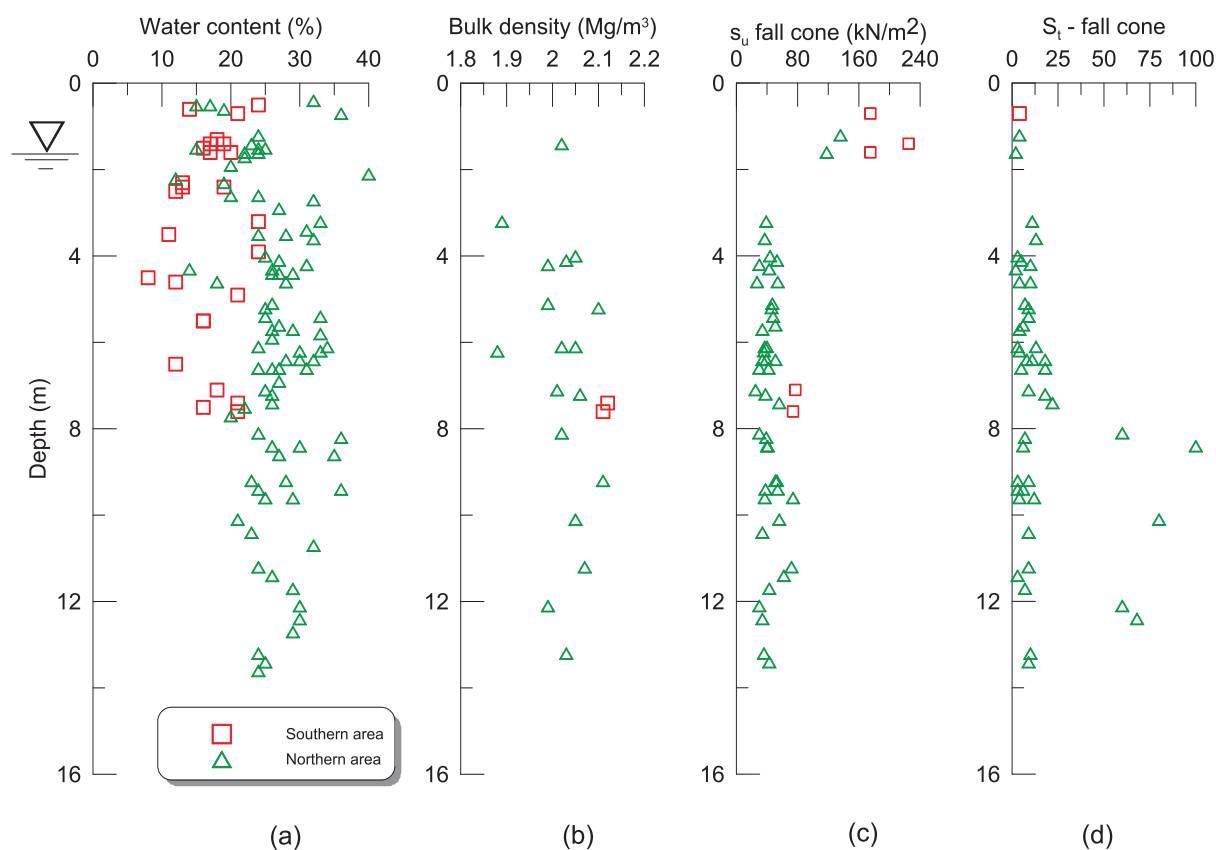 Water content (%)
Bulk density (Mg/m³)
sᵤ fall cone (kN/m²)
Sₜ - fall cone
0 10 20 30 40
1.8 1.9 2 2.1 2.2
0 80 160 240
0 25 50 75 100
0 0 0 0
4 4 4 4
8 8 8 8
12 12 12 12
16 16 16 16
Depth (m)
Southern area
Northern area
(a) (b) (c) (d)